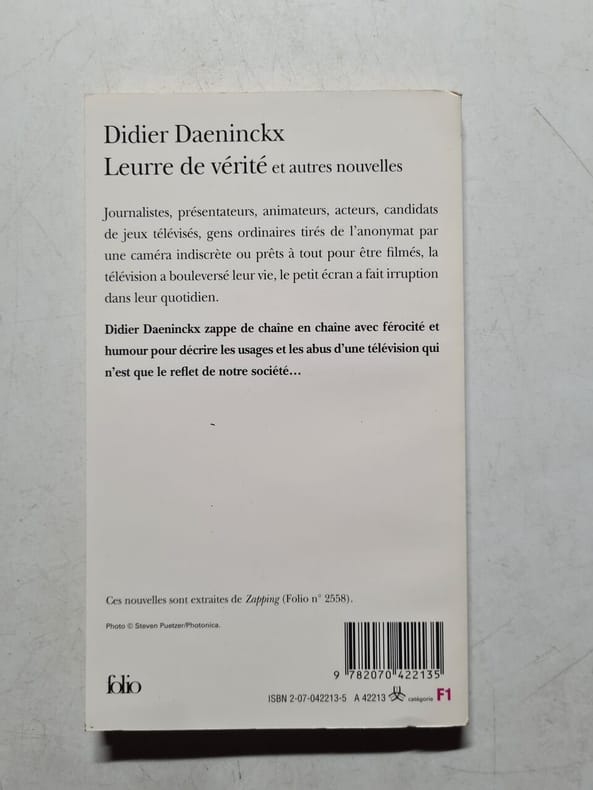 Didier Daeninckx
Leurre de vérité et autres nouvelles
Journalistes, présentateurs, animateurs, acteurs, candidats
de jeux télévisés, gens ordinaires tirés de l'anonymat par
une caméra indiscrète ou prêts à tout pour être filmés, la
télévision a bouleversé leur vie, le petit écran a fait irruption
dans leur quotidien.
Didier Daeninckx zappe de chaîne en chaîne avec férocité et
humour pour décrire les usages et les abus d'une télévision qui
n'est que le reflet de notre société…
Ces nouvelles sont extraites de Zapping (Folio n° 2558).
Photo © Steven Puetzer/Photonica.
9 782070 422135
folio
ISBN 2-07-042213-5 A 42213 catégorie F1